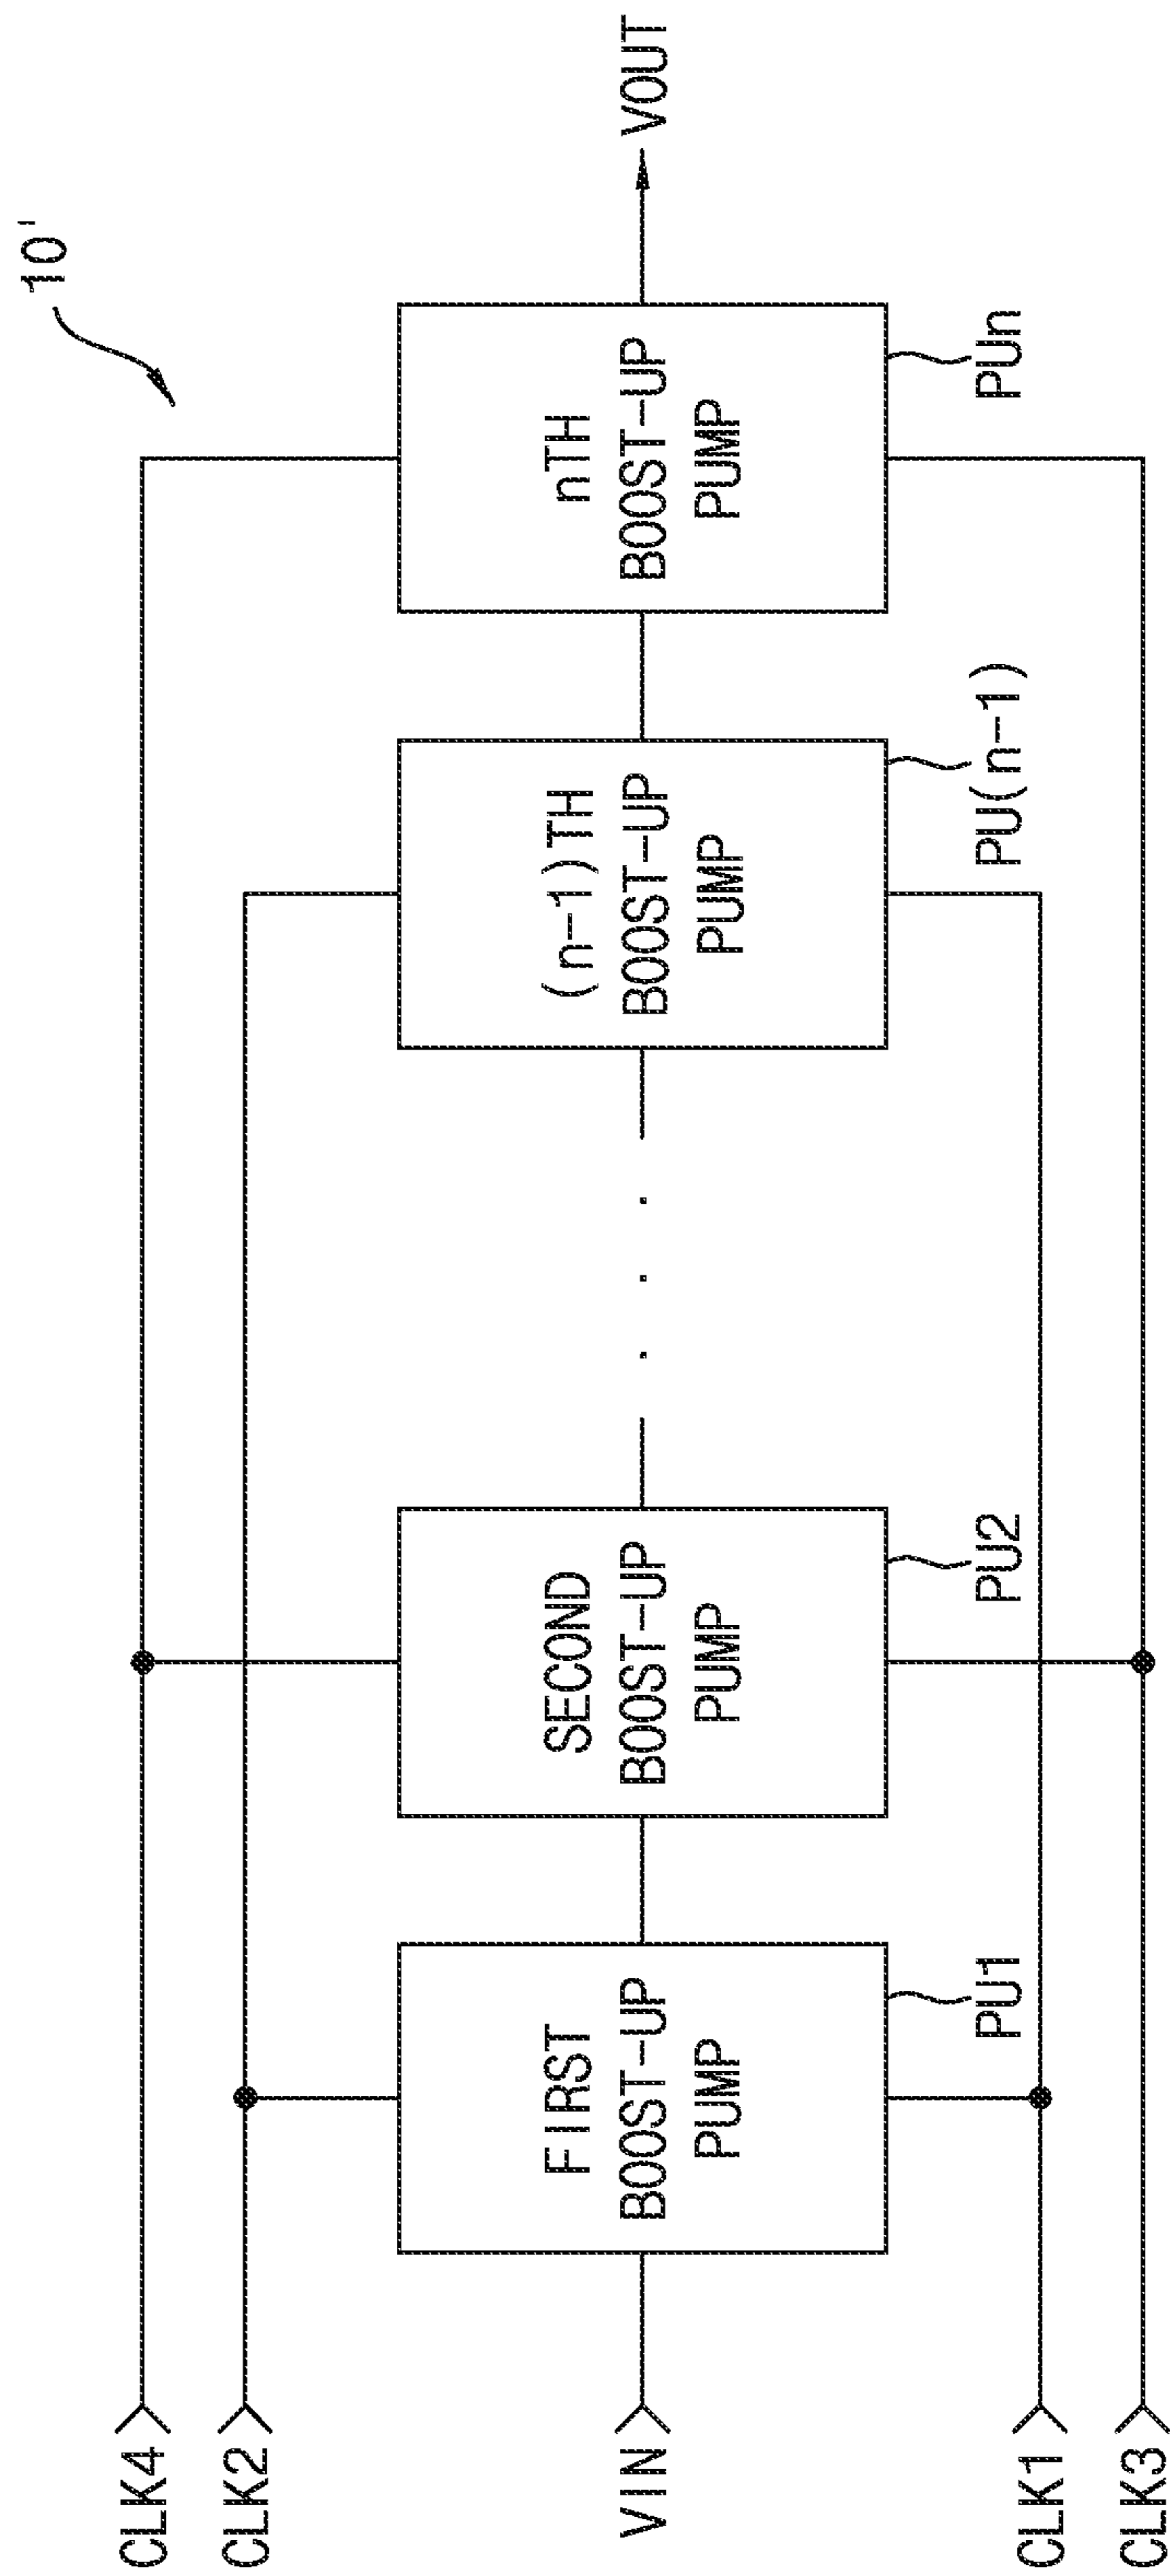 10'
CLK4
CLK2
VIN
CLK1
CLK3
FIRST
BOOST-UP
PUMP
PU1
SECOND
BOOST-UP
PUMP
PU2
. . .
(n-1)TH
BOOST-UP
PUMP
PU(n-1)
nTH
BOOST-UP
PUMP
PUn
VOUT